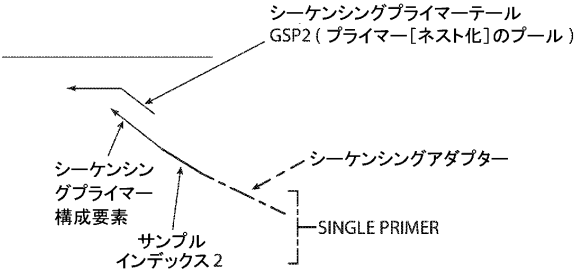 シーケンシングプライマーテール
GSP2 ( プライマー [ネスト化] のプール )
シーケンシングアダプター
シーケンシン
グプライマー
構成要素
SINGLE PRIMER
サンプル
インデックス 2